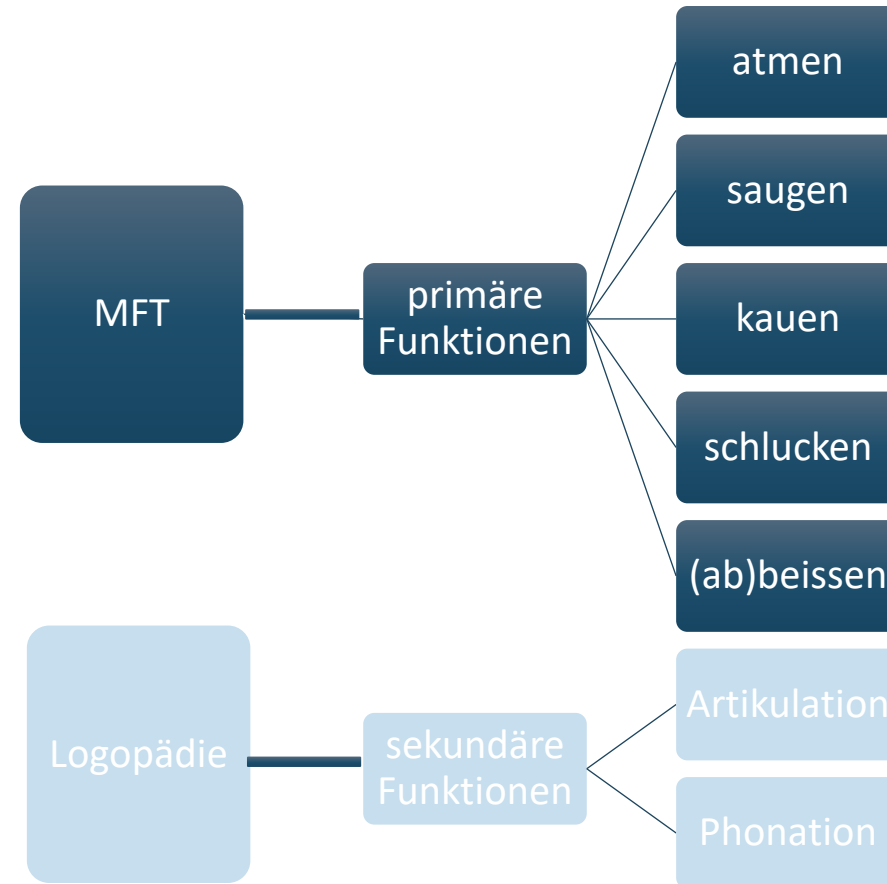 MFT
primäre
Funktionen
atmen
saugen
kauen
schlucken
(ab)beissen
Logopädie
sekundäre
Funktionen
Artikulation
Phonation